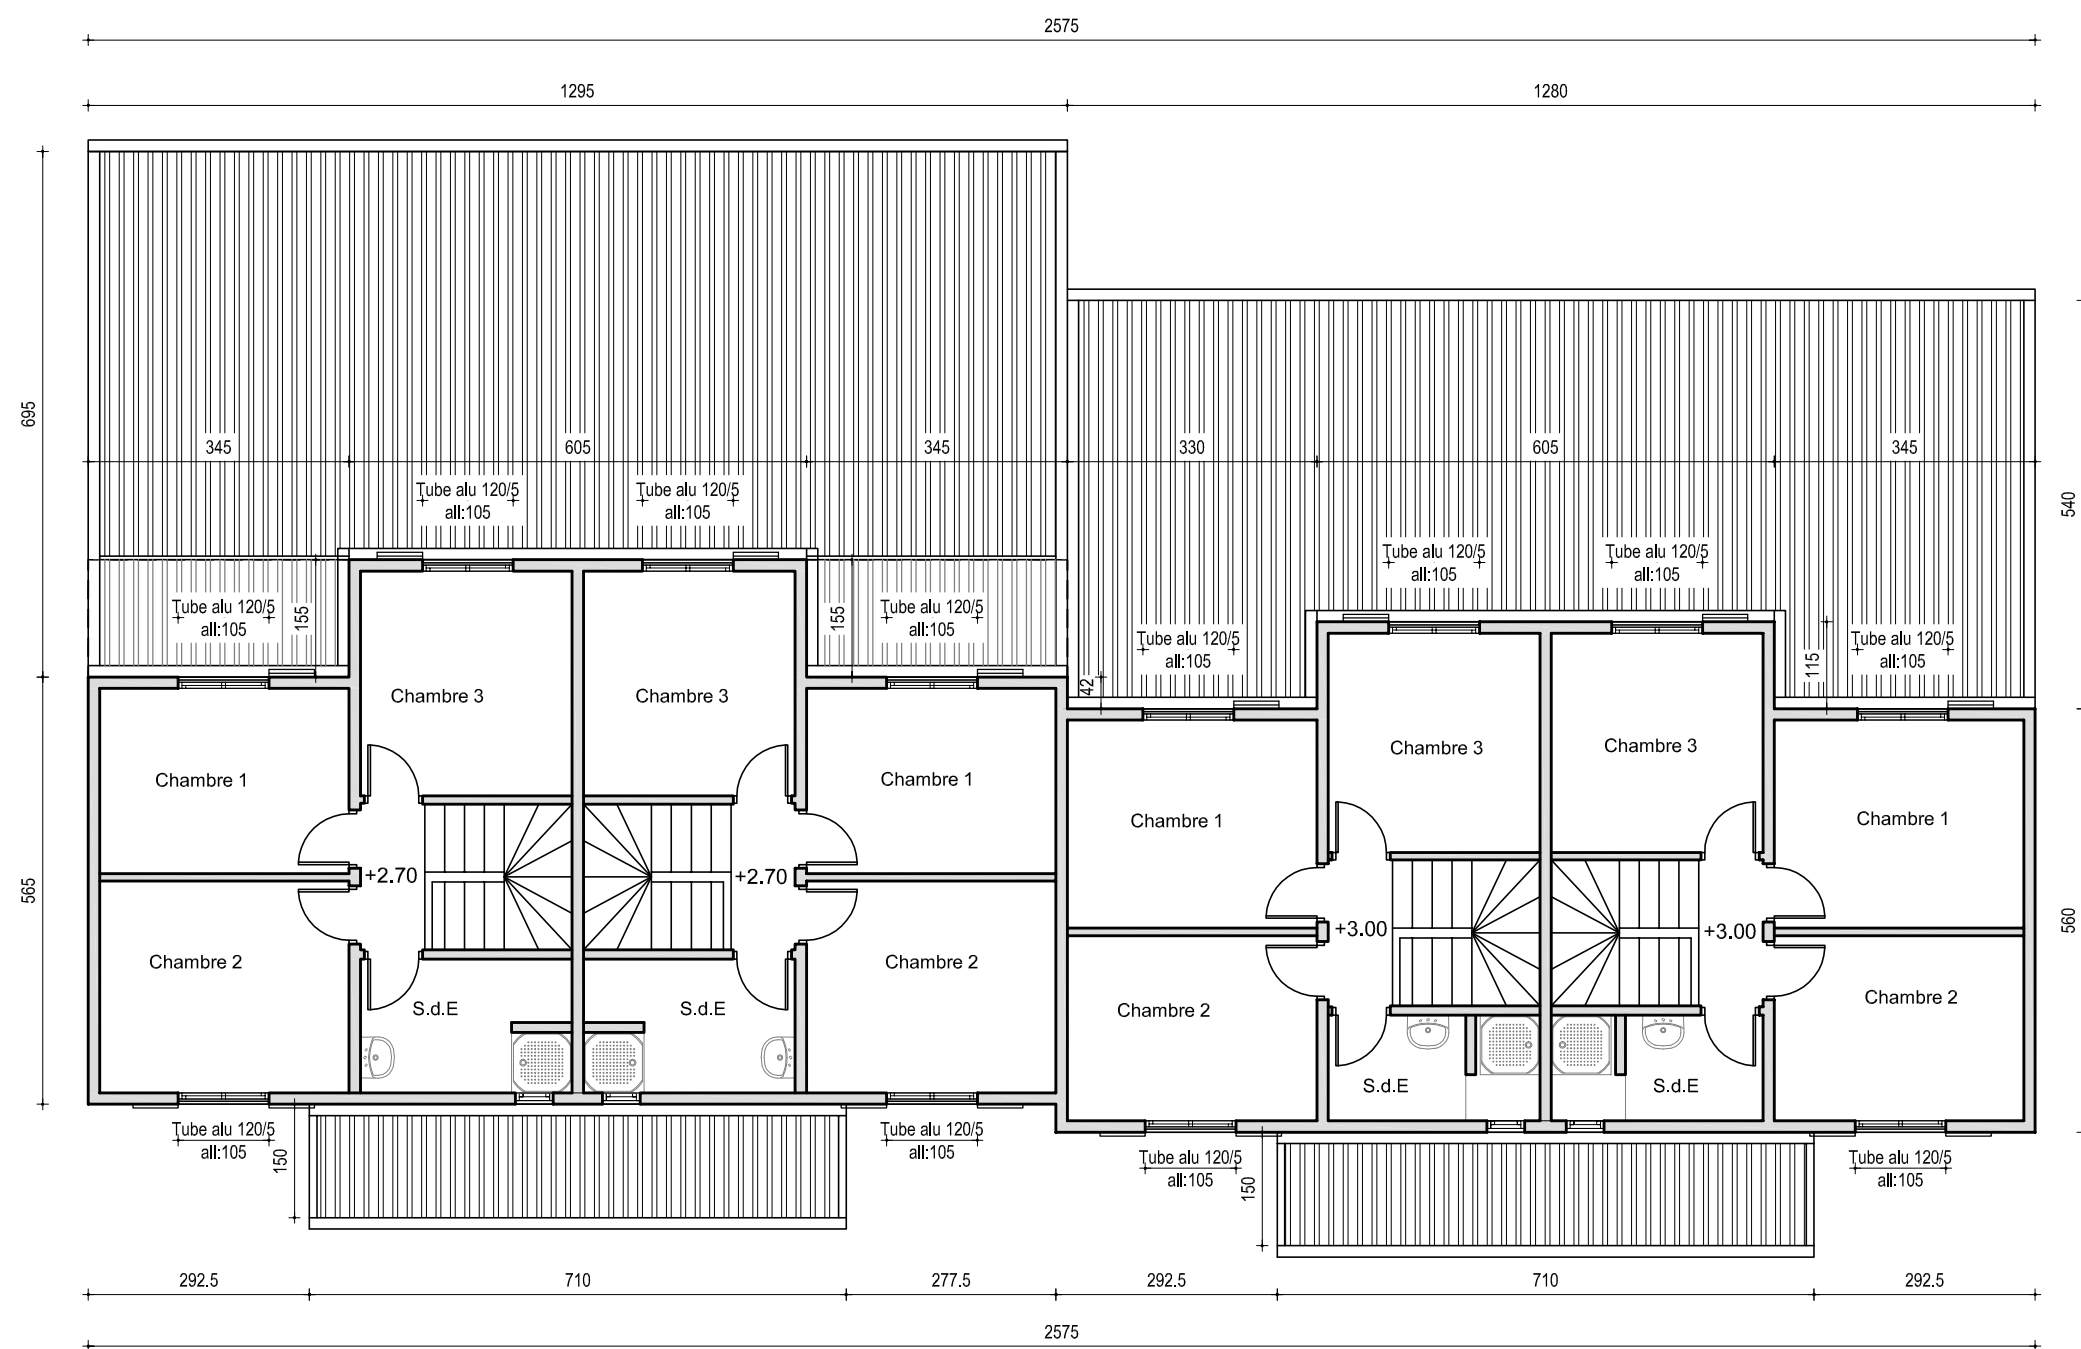 2575
1295
1280
695
345
605
345
330
605
345
540
Tube alu 120/5
all:105
Tube alu 120/5
all:105
Tube alu 120/5
all:105
Tube alu 120/5
all:105
Tube alu 120/5
all:105
155
155
Tube alu 120/5
all:105
Tube alu 120/5
all:105
Tube alu 120/5
all:105
42
115
Chambre 3
Chambre 3
Chambre 3
Chambre 3
Chambre 1
Chambre 1
Chambre 1
Chambre 1
565
+2.70
+2.70
+3.00
+3.00
560
Chambre 2
Chambre 2
Chambre 2
Chambre 2
S.d.E
S.d.E
S.d.E
S.d.E
Tube alu 120/5
all:105
150
Tube alu 120/5
all:105
Tube alu 120/5
all:105
150
Tube alu 120/5
all:105
292.5
710
277.5
292.5
710
292.5
2575